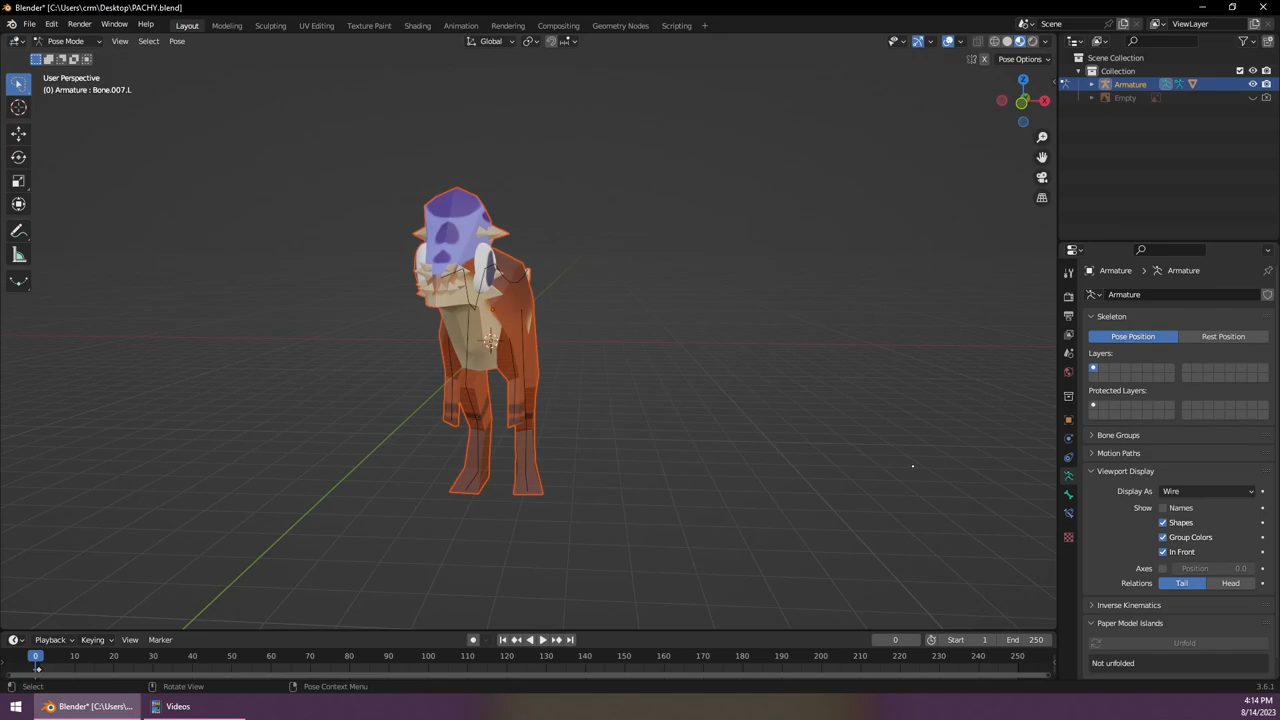 Blender* [C:\Users\crm\Desktop\PACHY.blend]
File Edit Render Window Help Layout Modeling Sculpting UV Editing Texture Paint Shading Animation Rendering Compositing Geometry Nodes Scripting + Scene ViewLayer
Pose Mode View Select Pose Global
X Pose Options
User Perspective
(0) Armature : Bone.007.L
Z
X
Scene Collection
Collection
Armature
Empty
Armature Armature
Armature
Skeleton
Pose Position Rest Position
Layers:
Protected Layers:
Bone Groups
Motion Paths
Viewport Display
Display As Wire
Show Names
Shapes
Group Colors
In Front
Axes Position 0.0
Relations Tail Head
Inverse Kinematics
Paper Model Islands
Unfold
Not unfolded
Playback Keying View Marker 0 Start 1 End 250
0 10 20 30 40 50 60 70 80 90 100 110 120 130 140 150 160 170 180 190 200 210 220 230 240 250
Select Rotate View Pose Context Menu 3.6.1
Blender* [C:\Users\... Videos
4:14 PM
8/14/2023